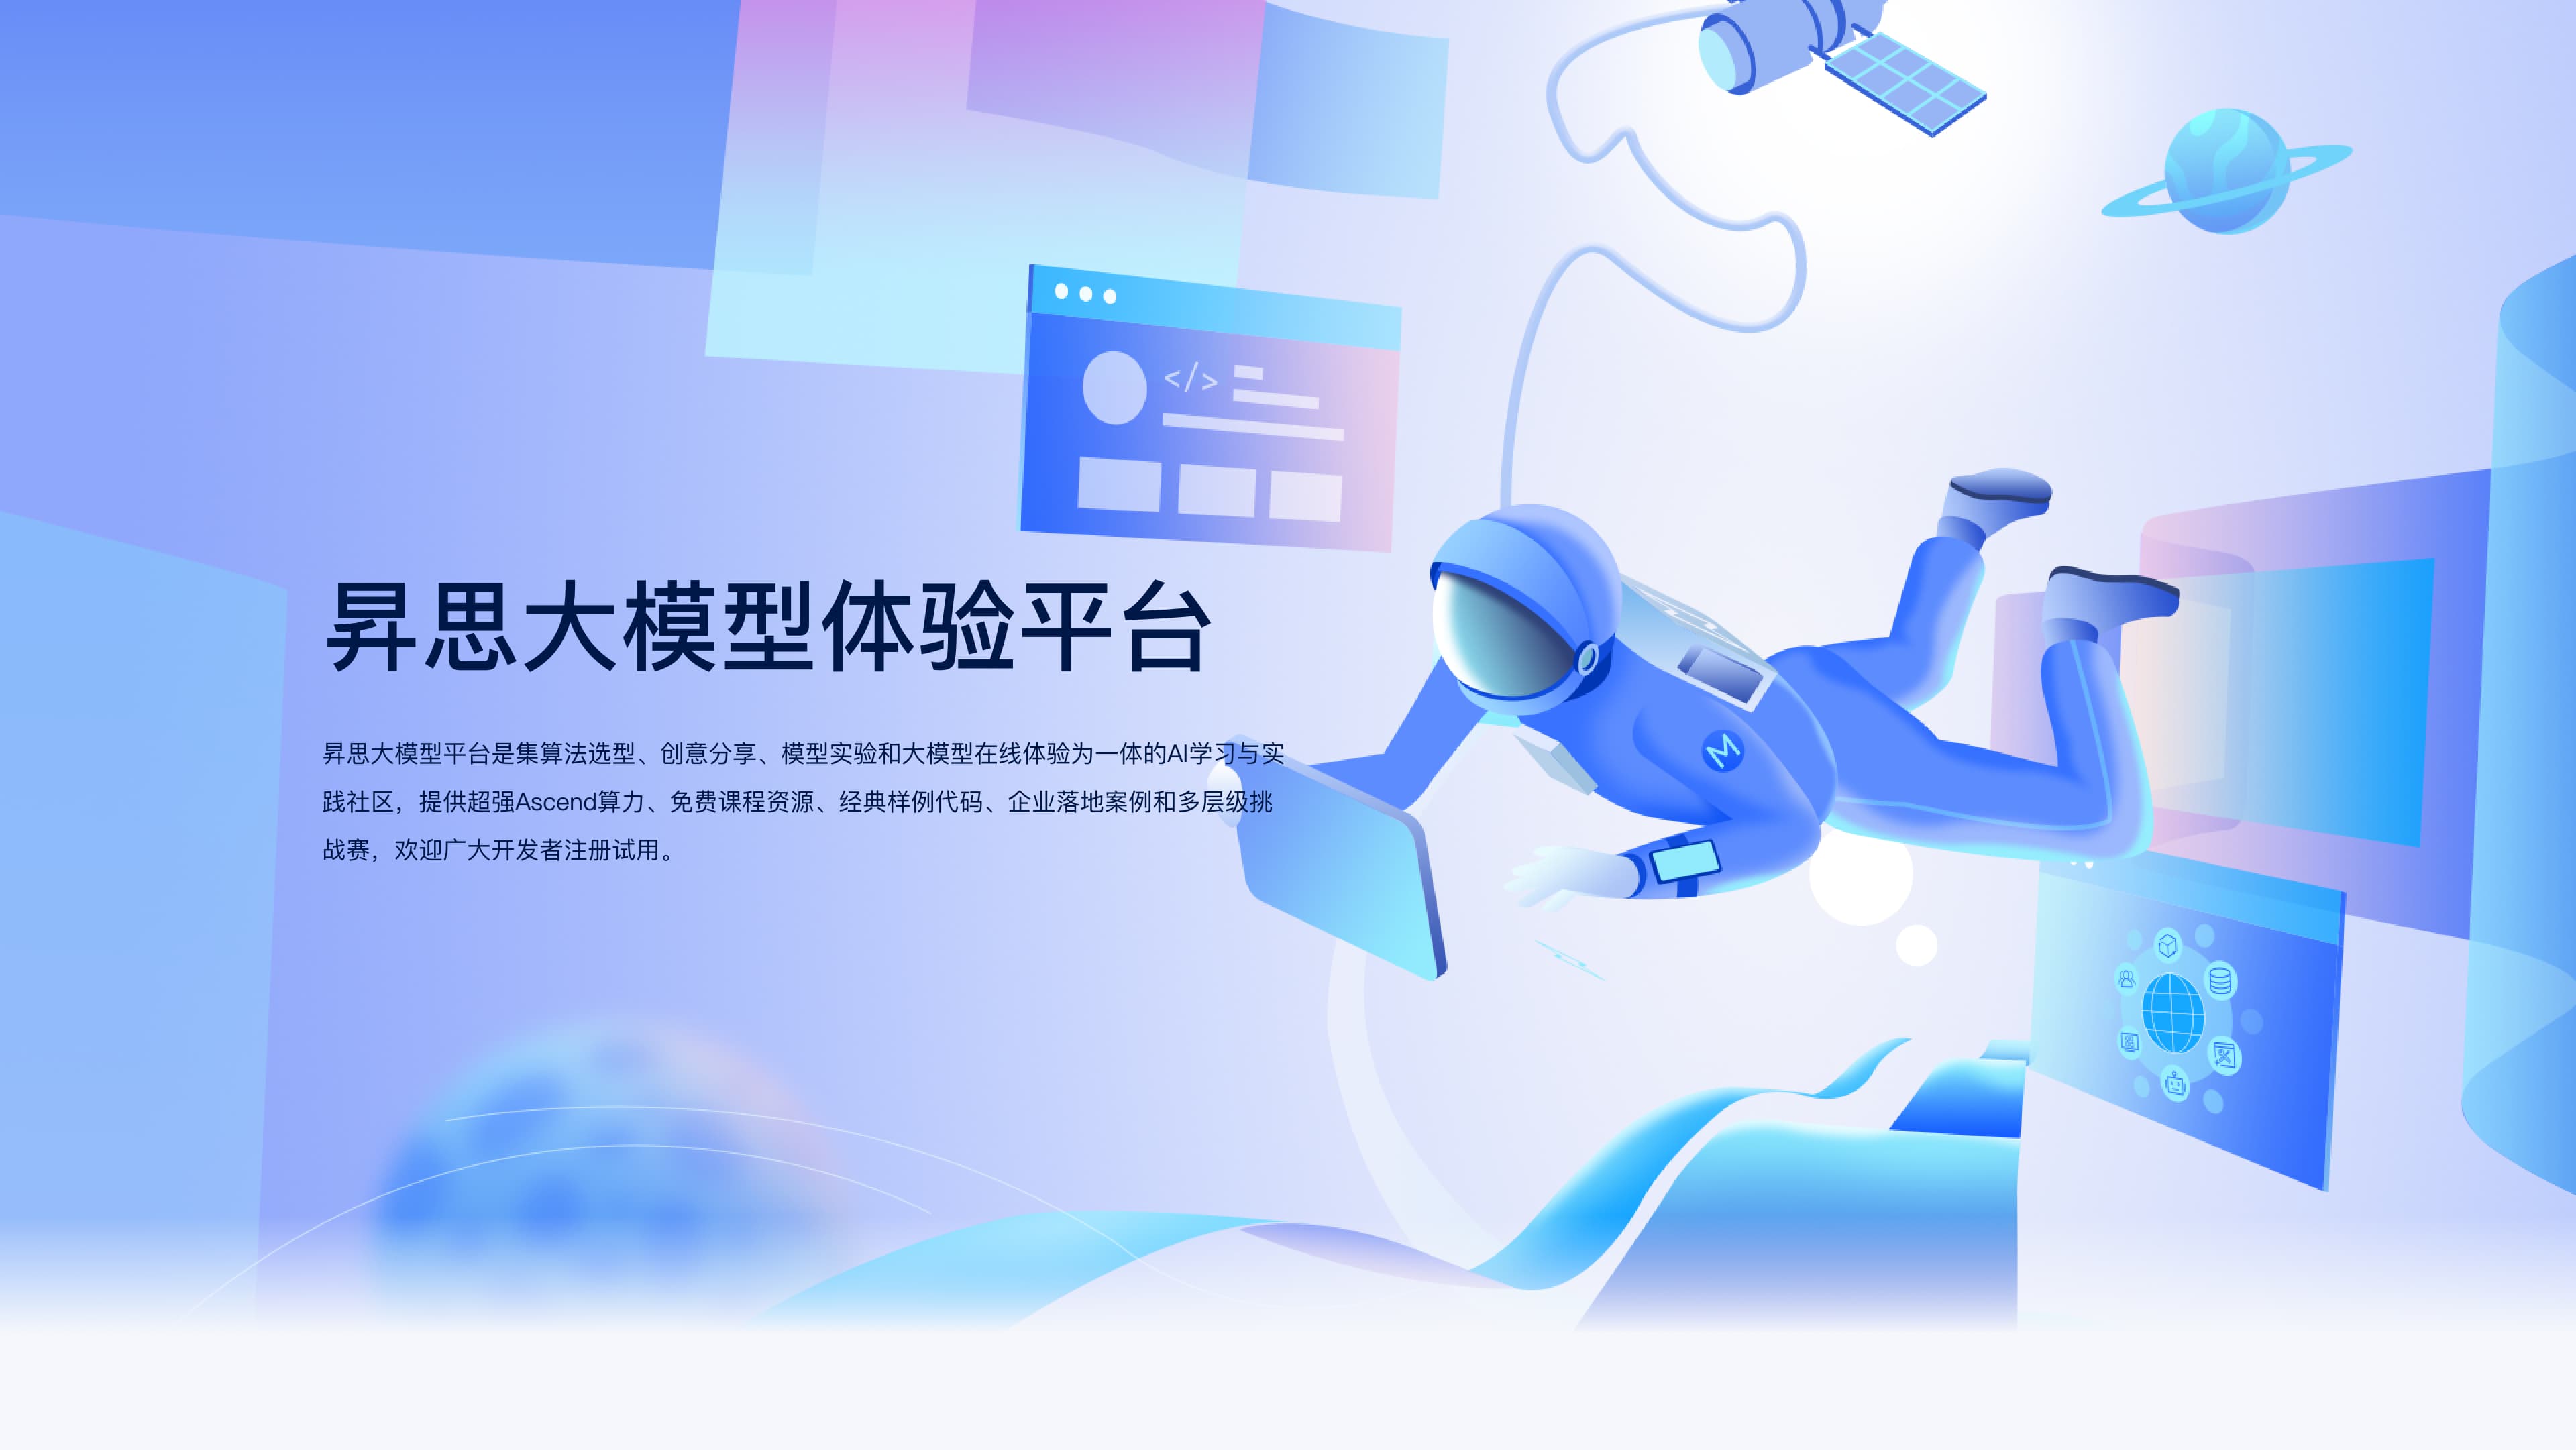 </>
昇思大模型体验平台
昇思大模型平台是集算法选型、创意分享、模型实验和大模型在线体验为一体的AI学习与实
践社区，提供超强Ascend算力、免费课程资源、经典样例代码、企业落地案例和多层级挑
战赛，欢迎广大开发者注册试用。
M